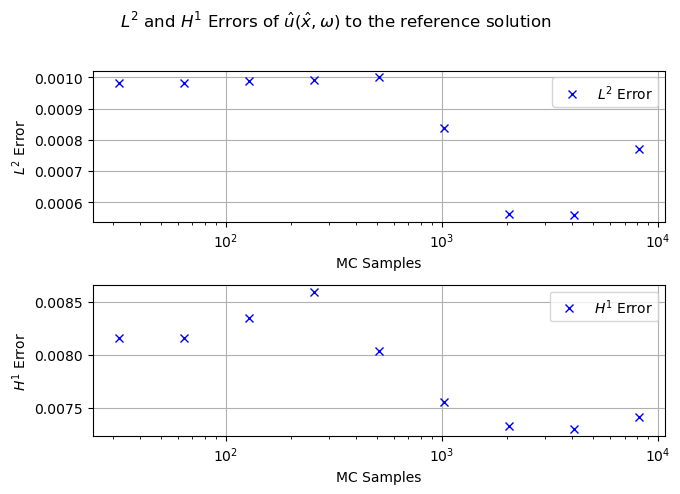 $L^2$ and $H^1$ Errors of $\hat{u}(\hat{x}, \omega)$ to the reference solution
0.0010
0.0009
0.0008
0.0007
0.0006
$L^2$ Error
$L^2$ Error
$10^2$ $10^3$ $10^4$
MC Samples
0.0085
0.0080
0.0075
$H^1$ Error
$H^1$ Error
$10^2$ $10^3$ $10^4$
MC Samples